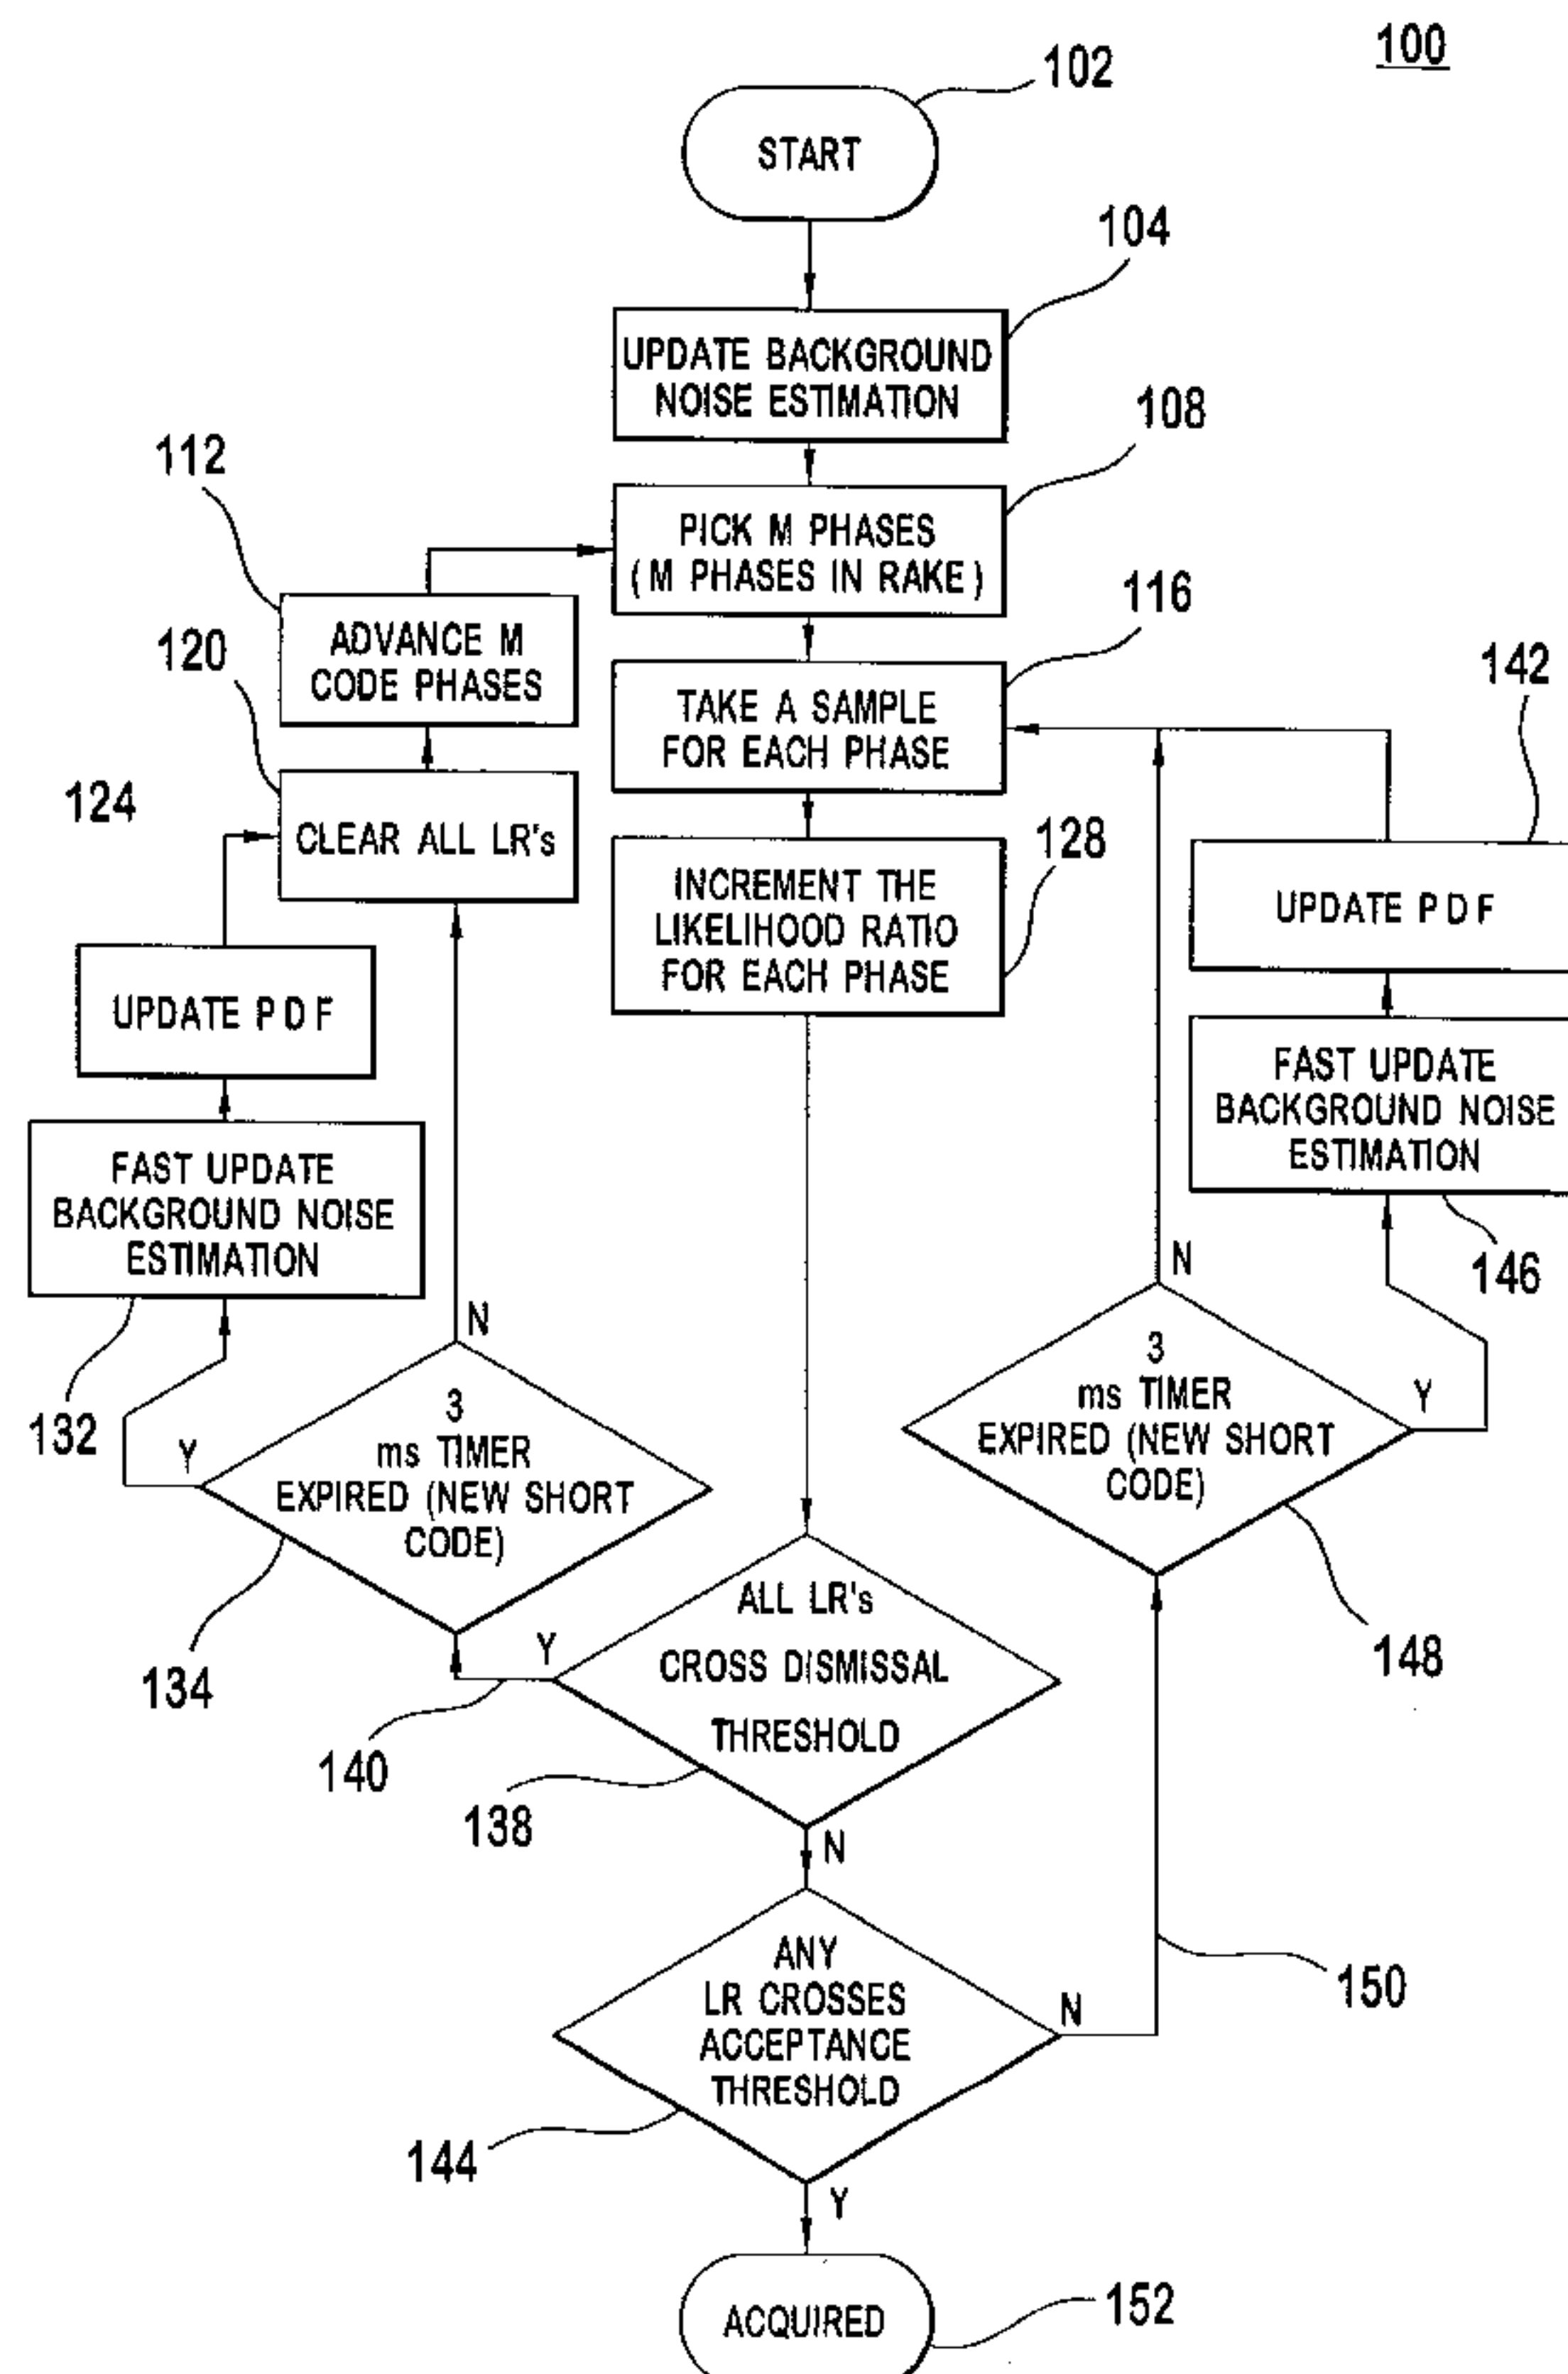 100
102
START
104
UPDATE BACKGROUND
NOISE ESTIMATION
108
PICK M PHASES
(M PHASES IN RAKE)
112
ADVANCE M
CODE PHASES
116
TAKE A SAMPLE
FOR EACH PHASE
120
CLEAR ALL LR's
124
UPDATE PDF
128
INCREMENT THE
LIKELIHOOD RATIO
FOR EACH PHASE
142
UPDATE PDF
FAST UPDATE
BACKGROUND NOISE
ESTIMATION
132
FAST UPDATE
BACKGROUND NOISE
ESTIMATION
146
N
3
ms TIMER
EXPIRED (NEW SHORT
CODE)
Y
134
N
3
ms TIMER
EXPIRED (NEW SHORT
CODE)
Y
148
Y
140
ALL LR's
CROSS DISMISSAL
THRESHOLD
138
N
ANY
LR CROSSES
ACCEPTANCE
THRESHOLD
N
150
144
Y
ACQUIRED
152